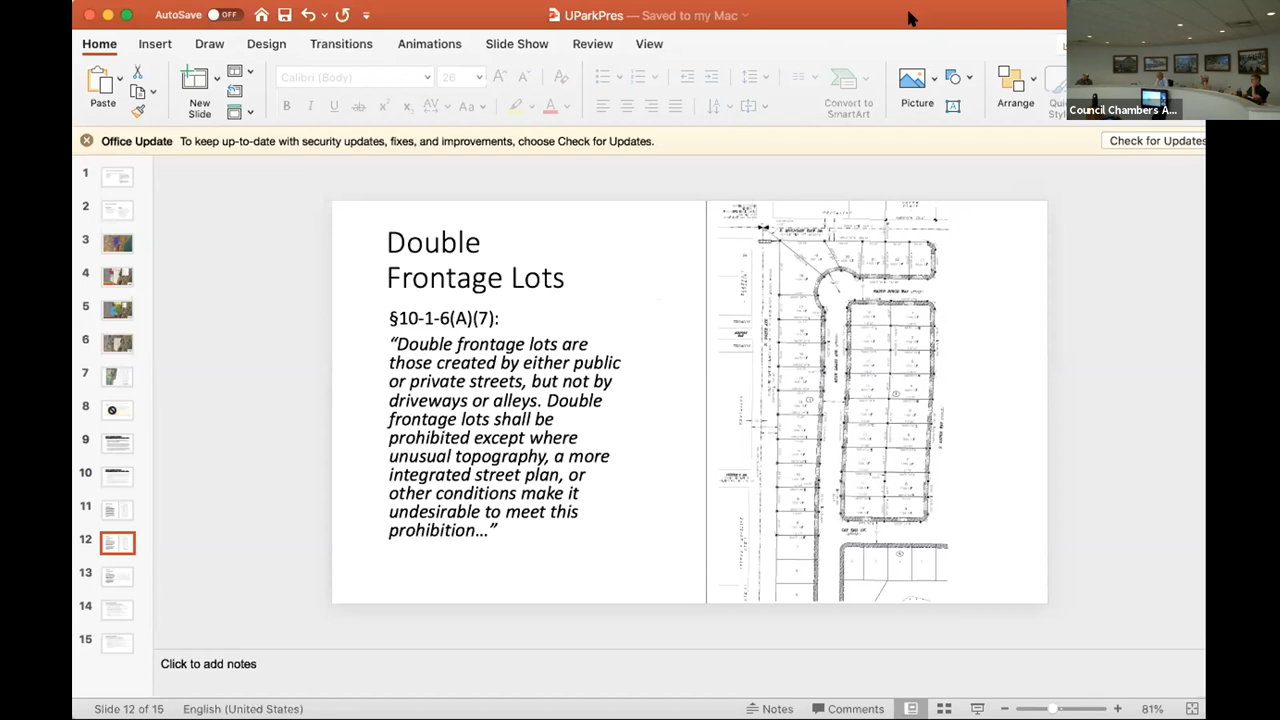 AutoSave OFF
UParkPres — Saved to my Mac
Home Insert Draw Design Transitions Animations Slide Show Review View
Paste
New
Slide
Calibri (Body)
28
B I U
Aa
A
Convert to
SmartArt
Picture
Arrange
Council Chambers A...
Office Update To keep up-to-date with security updates, fixes, and improvements, choose Check for Updates.
Check for Updates
1
2
3
4
5
6
7
8
9
10
11
12
13
14
15
Double
Frontage Lots
§10-1-6(A)(7):
“Double frontage lots are
those created by either public
or private streets, but not by
driveways or alleys. Double
frontage lots shall be
prohibited except where
unusual topography, a more
integrated street plan, or
other conditions make it
undesirable to meet this
prohibition...”
Click to add notes
Slide 12 of 15 English (United States) Notes Comments 81%